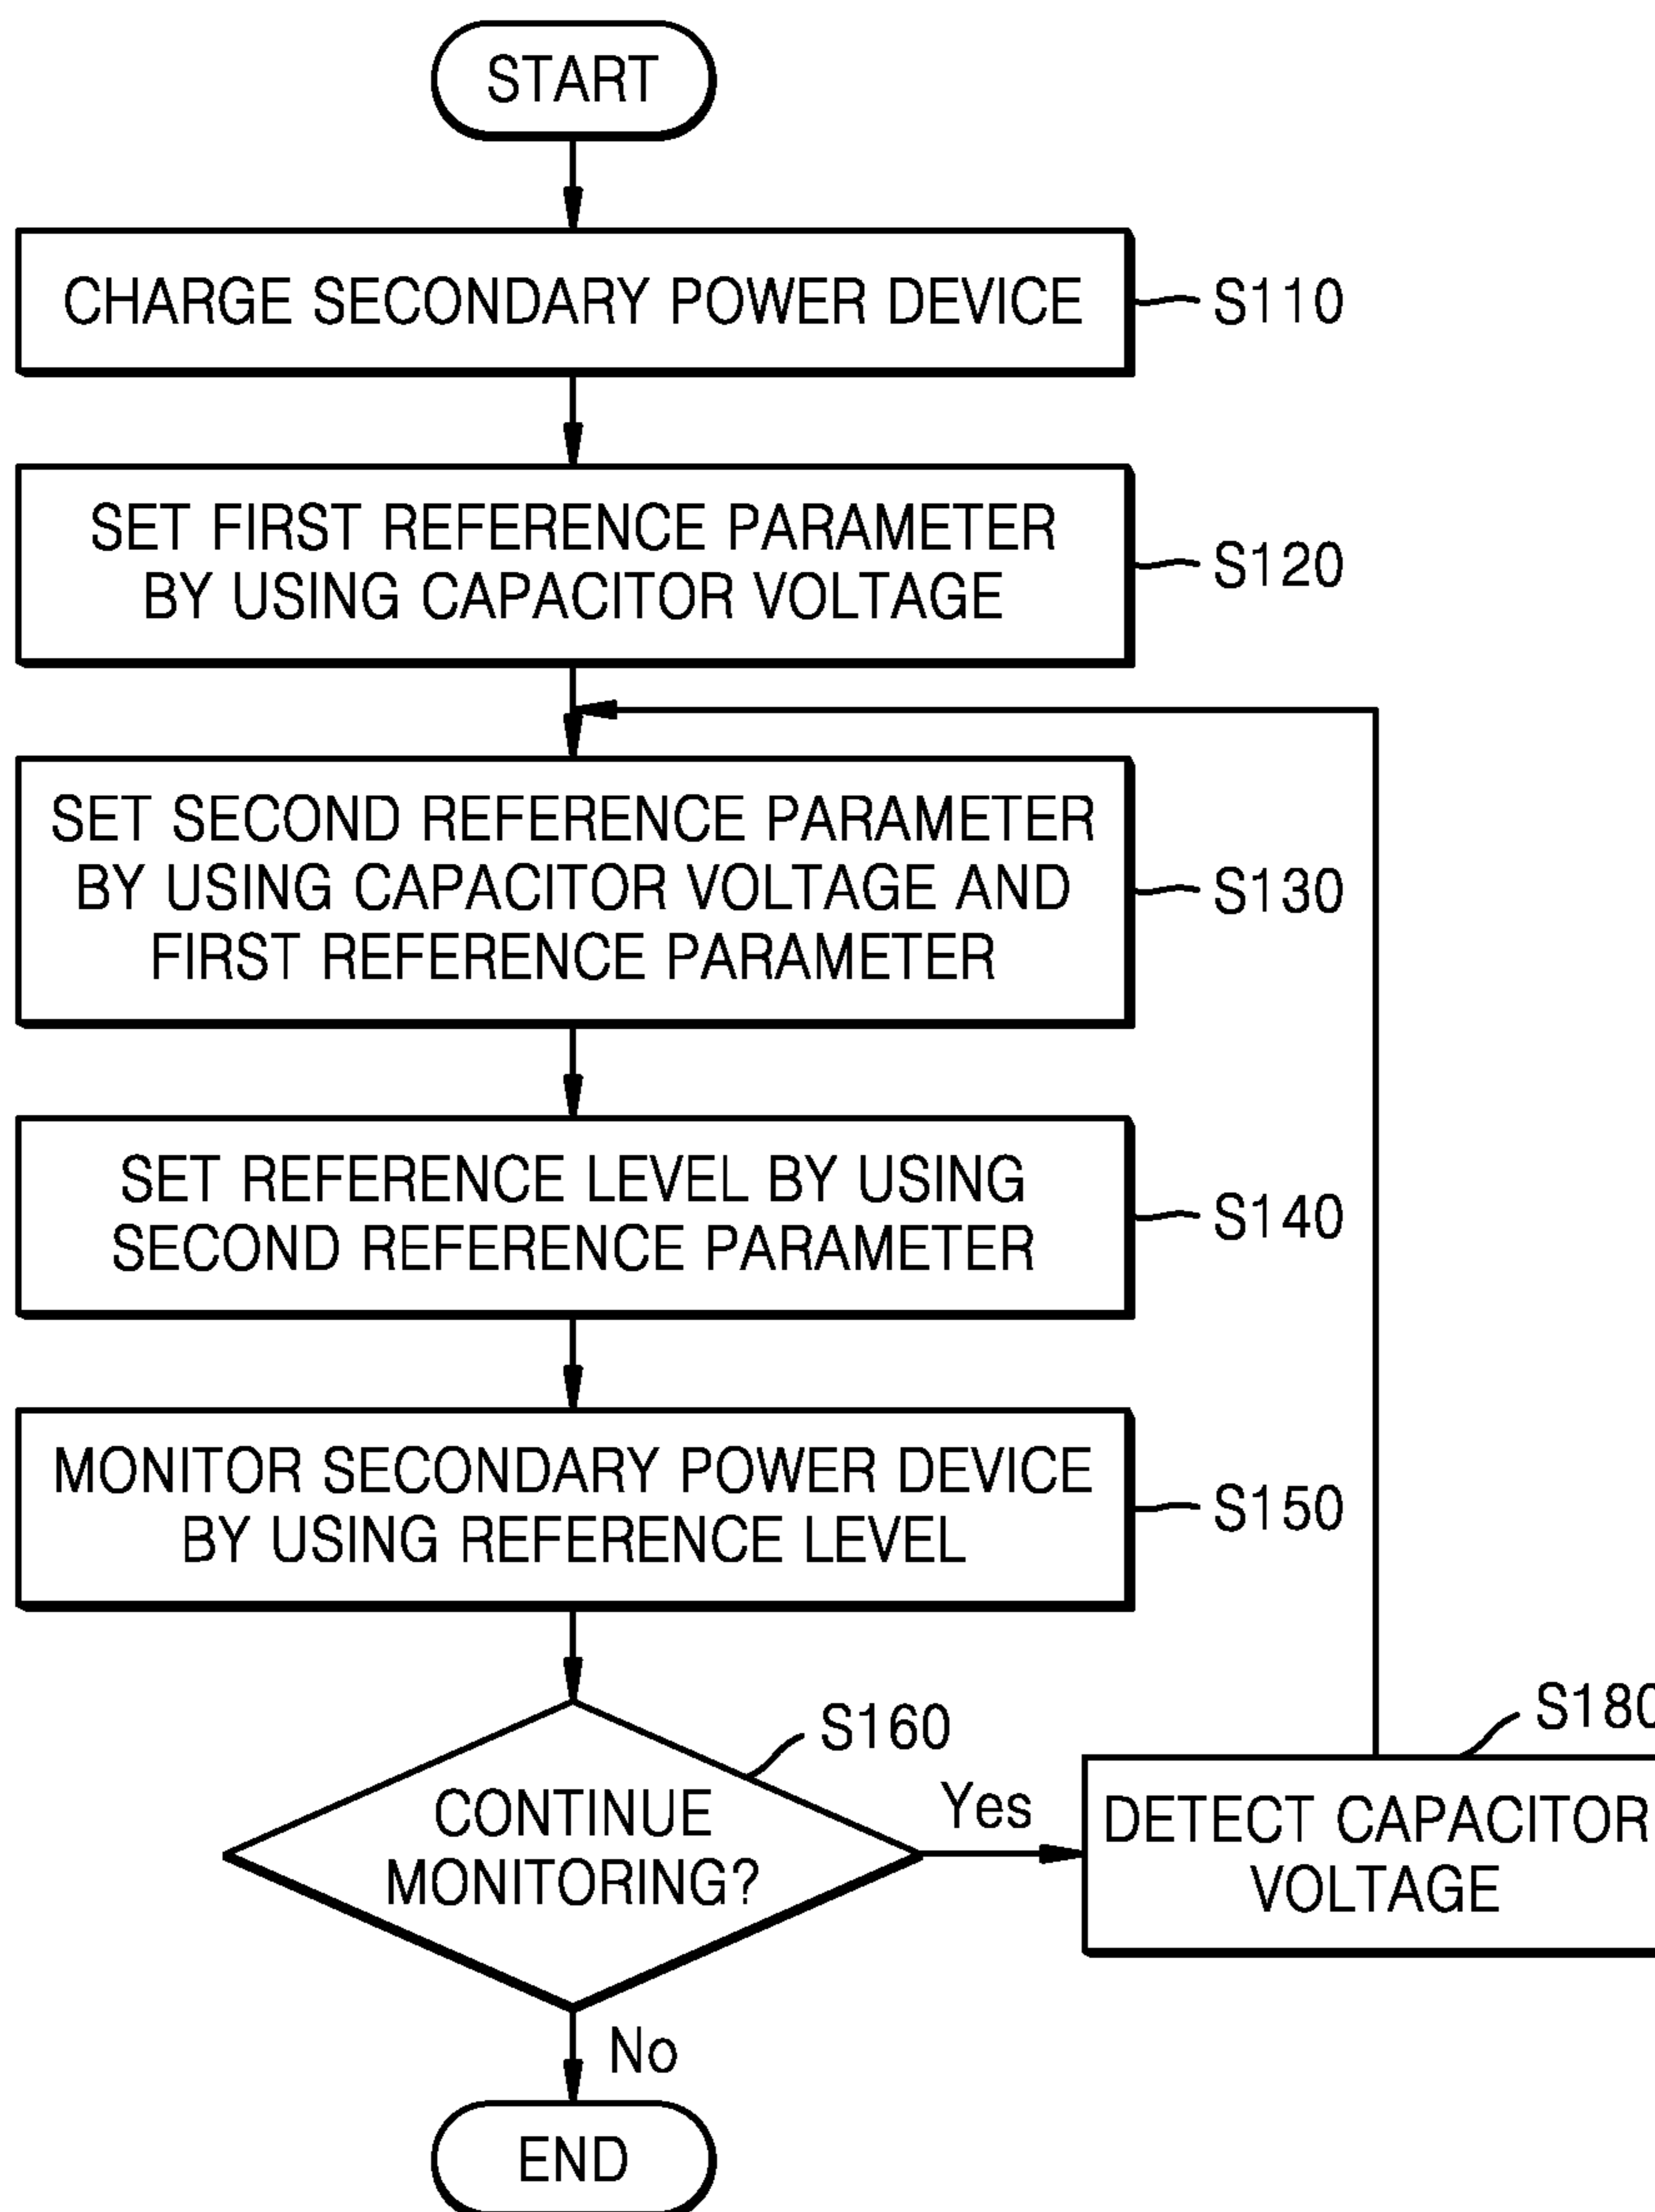 START
CHARGE SECONDARY POWER DEVICE
S110
SET FIRST REFERENCE PARAMETER
BY USING CAPACITOR VOLTAGE
S120
SET SECOND REFERENCE PARAMETER
BY USING CAPACITOR VOLTAGE AND
FIRST REFERENCE PARAMETER
S130
SET REFERENCE LEVEL BY USING
SECOND REFERENCE PARAMETER
S140
MONITOR SECONDARY POWER DEVICE
BY USING REFERENCE LEVEL
S150
S160
CONTINUE
MONITORING?
Yes
S180
DETECT CAPACITOR
VOLTAGE
No
END